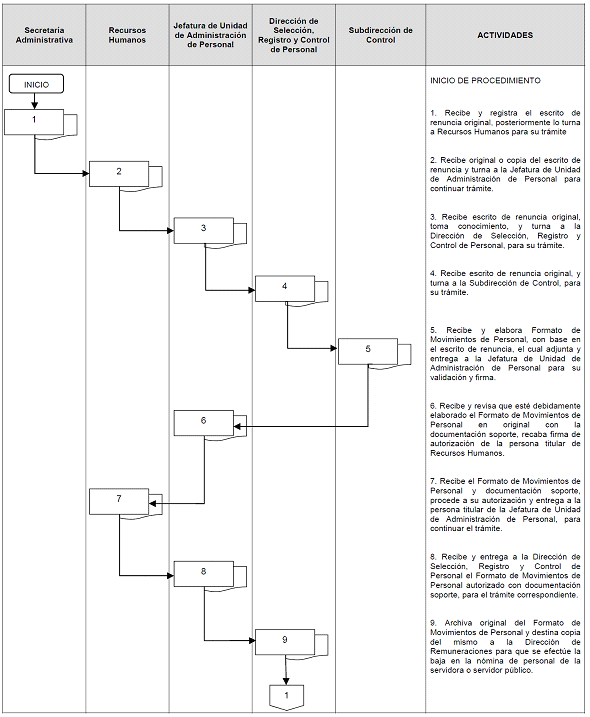 Secretaría
Administrativa
Recursos
Humanos
Jefatura de Unidad
de Administración
de Personal
Dirección de
Selección,
Registro y Control
de Personal
Subdirección de
Control
ACTIVIDADES
INICIO
1
2
3
4
5
6
7
8
9
1
INICIO DE PROCEDIMIENTO
1. Recibe y registra el escrito de
renuncia original, posteriormente lo turna
a Recursos Humanos para su trámite
2. Recibe original o copia del escrito de
renuncia y turna a la Jefatura de Unidad
de Administración de Personal para
continuar trámite.
3. Recibe escrito de renuncia original,
toma conocimiento, y turna a la
Dirección de Selección, Registro y
Control de Personal, para su trámite.
4. Recibe escrito de renuncia original, y
turna a la Subdirección de Control, para
su trámite.
5. Recibe y elabora Formato de
Movimientos de Personal, con base en
el escrito de renuncia, el cual adjunta y
entrega a la Jefatura de Unidad de
Administración de Personal para su
validación y firma.
6. Recibe y revisa que esté debidamente
elaborado el Formato de Movimientos de
Personal en original con la
documentación soporte, recaba firma de
autorización de la persona titular de
Recursos Humanos.
7. Recibe el Formato de Movimientos de
Personal y documentación soporte,
procede a su autorización y entrega a la
persona titular de la Jefatura de Unidad
de Administración de Personal, para
continuar el trámite.
8. Recibe y entrega a la Dirección de
Selección, Registro y Control de
Personal el Formato de Movimientos de
Personal autorizado con documentación
soporte, para el trámite correspondiente.
9. Archiva original del Formato de
Movimientos de Personal y destina copia
del mismo a la Dirección de
Remuneraciones para que se efectúe la
baja en la nómina de personal de la
servidora o servidor público.